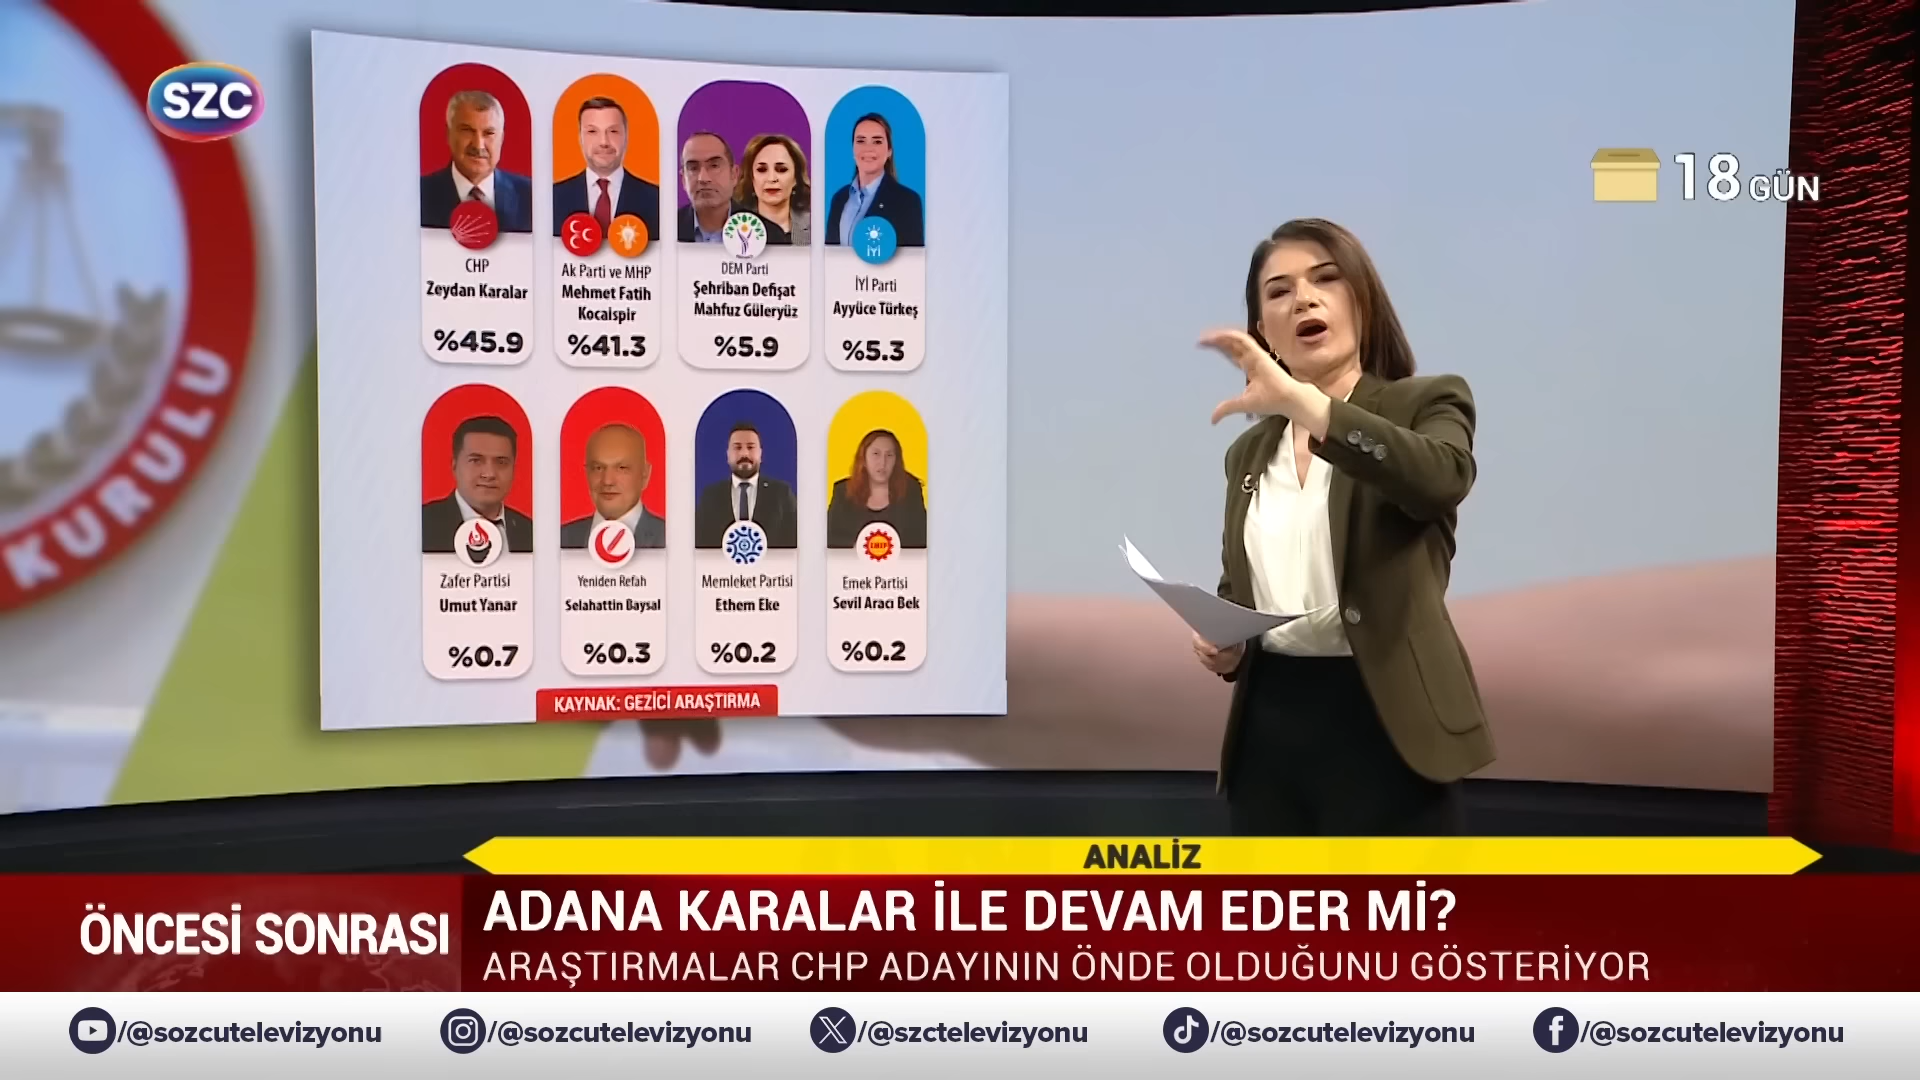 SZC
18 GÜN
KURULU
CHP
Zeydan Karalar
%45.9
Ak Parti ve MHP
Mehmet Fatih
Kocaispir
%41.3
DEM Parti
Şehriban Defişat
Mahfuz Güleryüz
%5.9
İYİ
İYİ Parti
Ayyüce Türkeş
%5.3
Zafer Partisi
Umut Yanar
%0.7
Yeniden Refah
Selahattin Baysal
%0.3
Memleket Partisi
Ethem Eke
%0.2
EMEP
Emek Partisi
Sevil Aracı Bek
%0.2
KAYNAK: GEZİCİ ARAŞTIRMA
ANALİZ
ÖNCESİ SONRASI
ADANA KARALAR İLE DEVAM EDER Mİ?
ARAŞTIRMALAR CHP ADAYININ ÖNDE OLDUĞUNU GÖSTERİYOR
/@sozcutelevizyonu
/@sozcutelevizyonu
/@szctelevizyonu
/@sozcutelevizyonu
/@sozcutelevizyonu